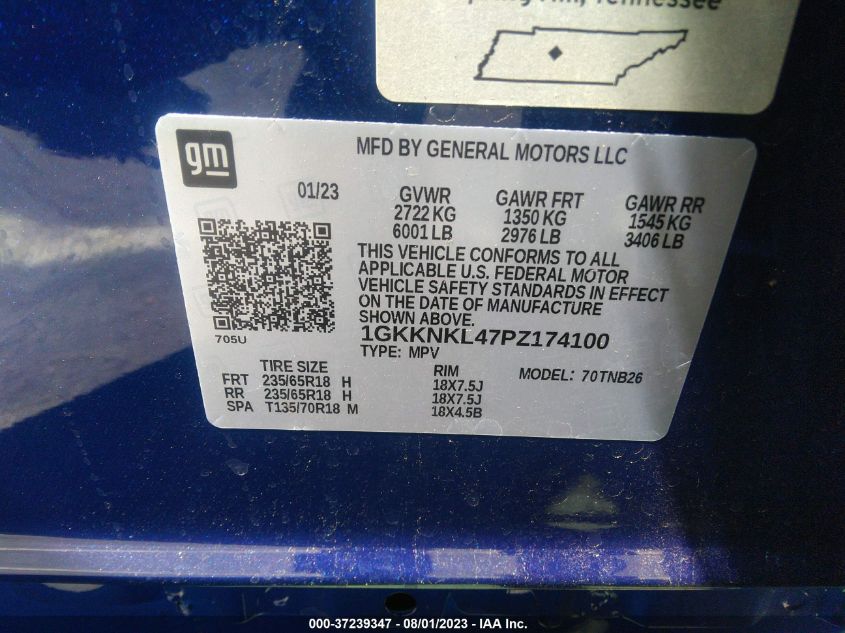 Spring Hill, Tennessee
gm
MFD BY GENERAL MOTORS LLC
01/23
GVWR GAWR FRT GAWR RR
2722 KG 1350 KG 1545 KG
6001 LB 2976 LB 3406 LB
THIS VEHICLE CONFORMS TO ALL
APPLICABLE U.S. FEDERAL MOTOR
VEHICLE SAFETY STANDARDS IN EFFECT
ON THE DATE OF MANUFACTURE
SHOWN ABOVE.
705U
1GKKNKL47PZ174100
TYPE: MPV
TIRE SIZE RIM MODEL: 70TNB26
FRT 235/65R18 H 18X7.5J
RR 235/65R18 H 18X7.5J
SPA T135/70R18 M 18X4.5B
000-37239347 - 08/01/2023 - IAA Inc.